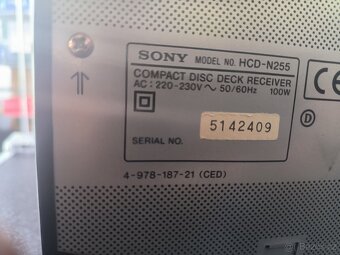 SONY MODEL NO. HCD-N255
COMPACT DISC DECK RECEIVER
AC: 220-230V ~ 50/60Hz 100W
SERIAL NO. 5142409
4-978-187-21 (CED)
CE
D